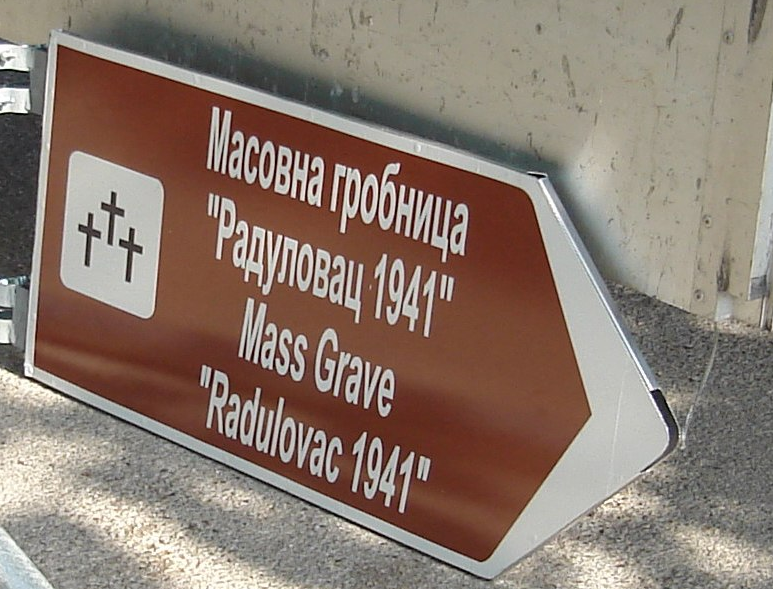 Масовна гробница
"Радуловац 1941"
Mass Grave
"Radulovac 1941"